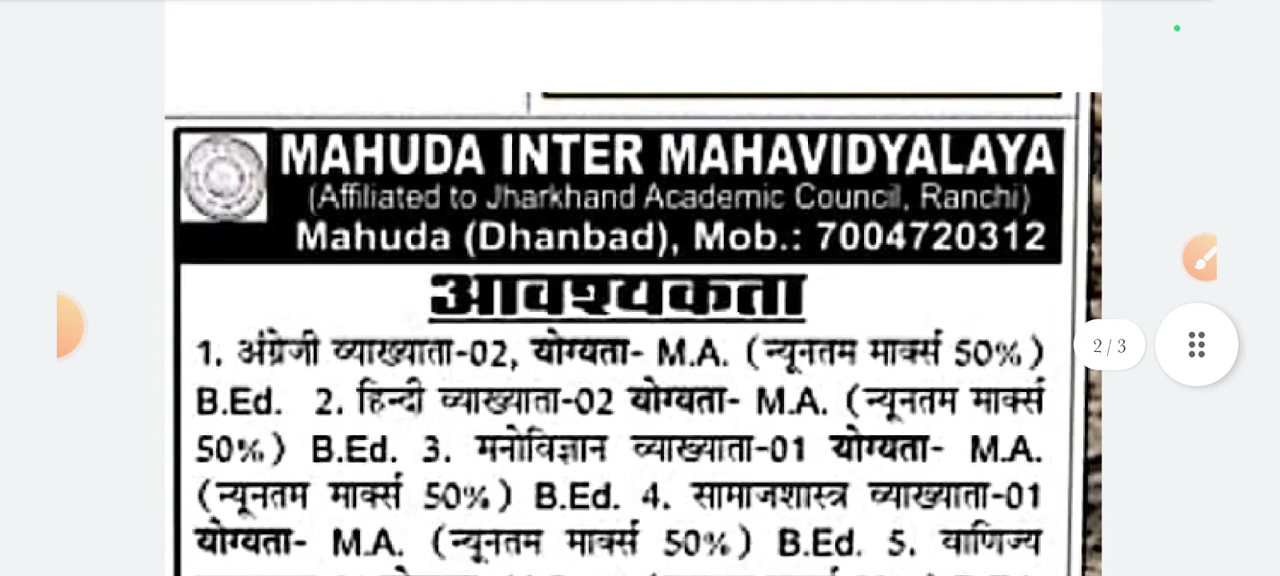 MAHUDA INTER MAHAVIDYALAYA
(Affiliated to Jharkhand Academic Council, Ranchi)
Mahuda (Dhanbad), Mob.: 7004720312
आवश्यकता
1. अंग्रेजी व्याख्याता-02, योग्यता- M.A. (न्यूनतम मार्क्स 50%)
B.Ed. 2. हिन्दी व्याख्याता-02 योग्यता- M.A. (न्यूनतम मार्क्स
50%) B.Ed. 3. मनोविज्ञान व्याख्याता-01 योग्यता- M.A.
(न्यूनतम मार्क्स 50%) B.Ed. 4. सामाजशास्त्र व्याख्याता-01
योग्यता- M.A. (न्यूनतम मार्क्स 50%) B.Ed. 5. वाणिज्य
2/3